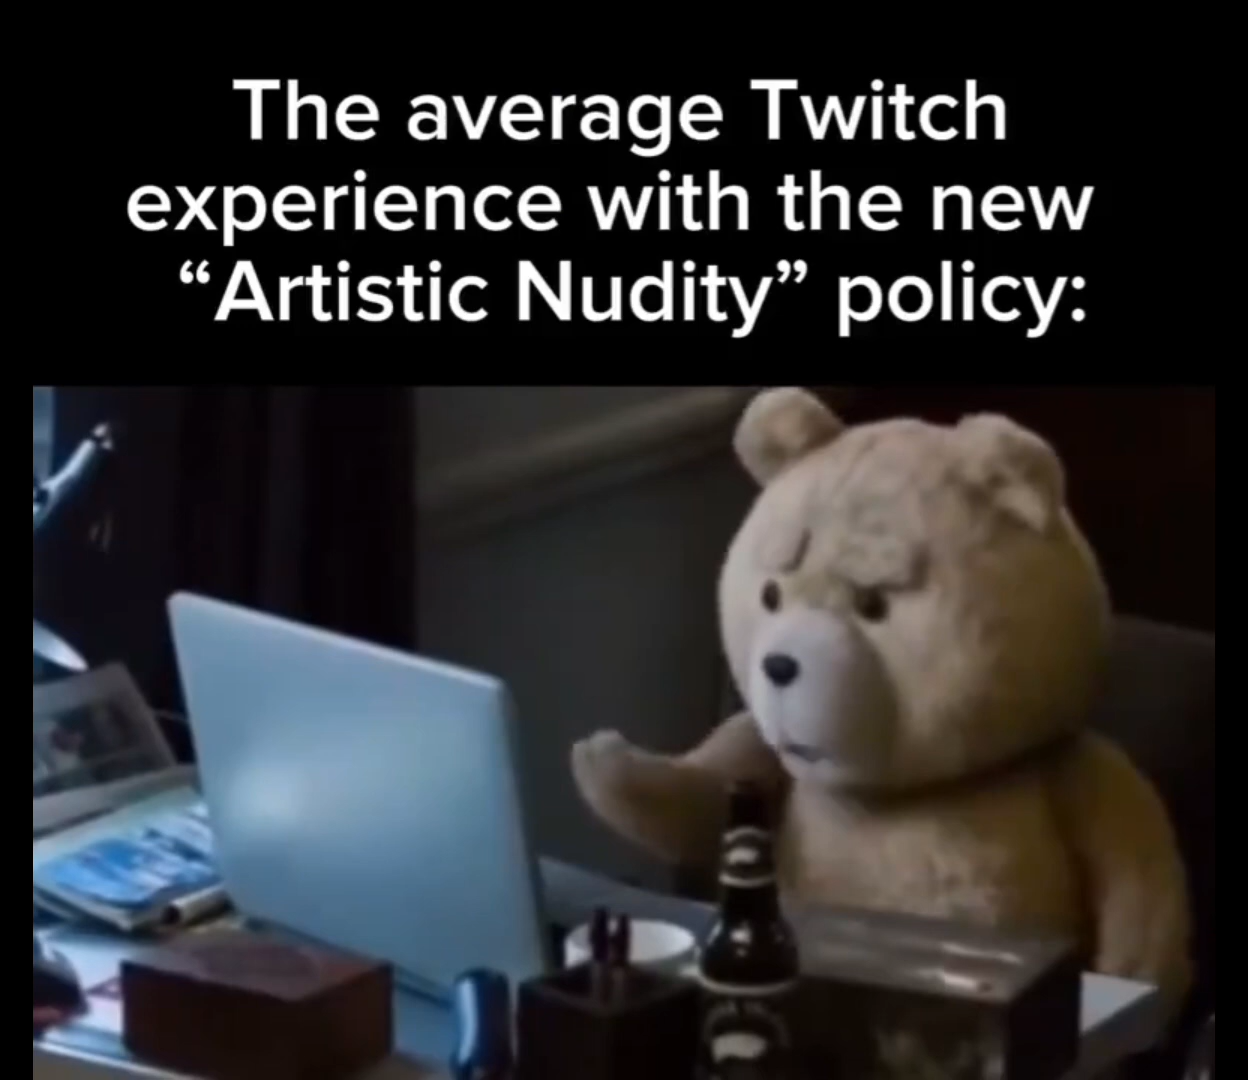 The average Twitch
experience with the new
“Artistic Nudity” policy: